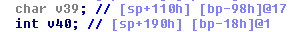 char v39; // [sp+110h] [bp-98h]@17
int v40; // [sp+190h] [bp-18h]@1